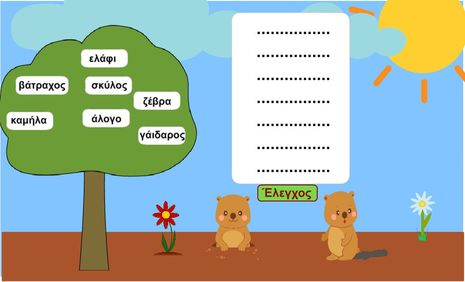 ελάφι
βάτραχος
σκύλος
ζέβρα
καμήλα
άλογο
γάιδαρος
Έλεγχος